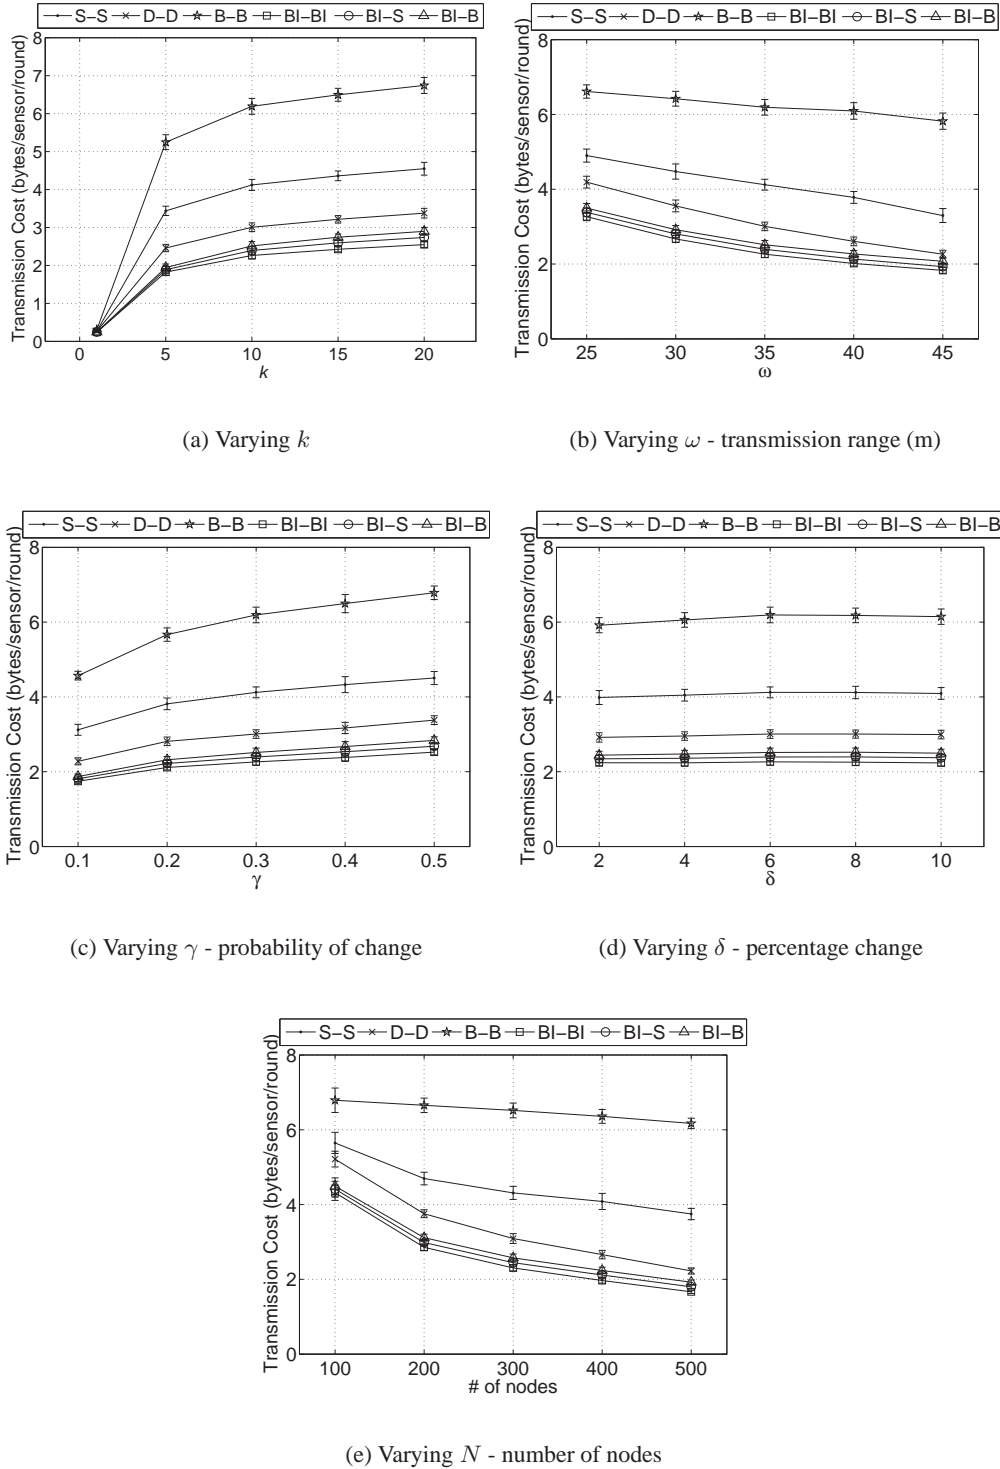 S–S D–D B–B BI–BI BI–S BI–B
Transmission Cost (bytes/sensor/round)
8
7
6
5
4
3
2
1
0
0 5 10 15 20
k
(a) Varying k
S–S D–D B–B BI–BI BI–S BI–B
Transmission Cost (bytes/sensor/round)
8
6
4
2
0
25 30 35 40 45
ω
(b) Varying ω - transmission range (m)
S–S D–D B–B BI–BI BI–S BI–B
Transmission Cost (bytes/sensor/round)
8
6
4
2
0
0.1 0.2 0.3 0.4 0.5
γ
(c) Varying γ - probability of change
S–S D–D B–B BI–BI BI–S BI–B
Transmission Cost (bytes/sensor/round)
8
6
4
2
0
2 4 6 8 10
δ
(d) Varying δ - percentage change
S–S D–D B–B BI–BI BI–S BI–B
Transmission Cost (bytes/sensor/round)
8
6
4
2
0
100 200 300 400 500
# of nodes
(e) Varying N - number of nodes